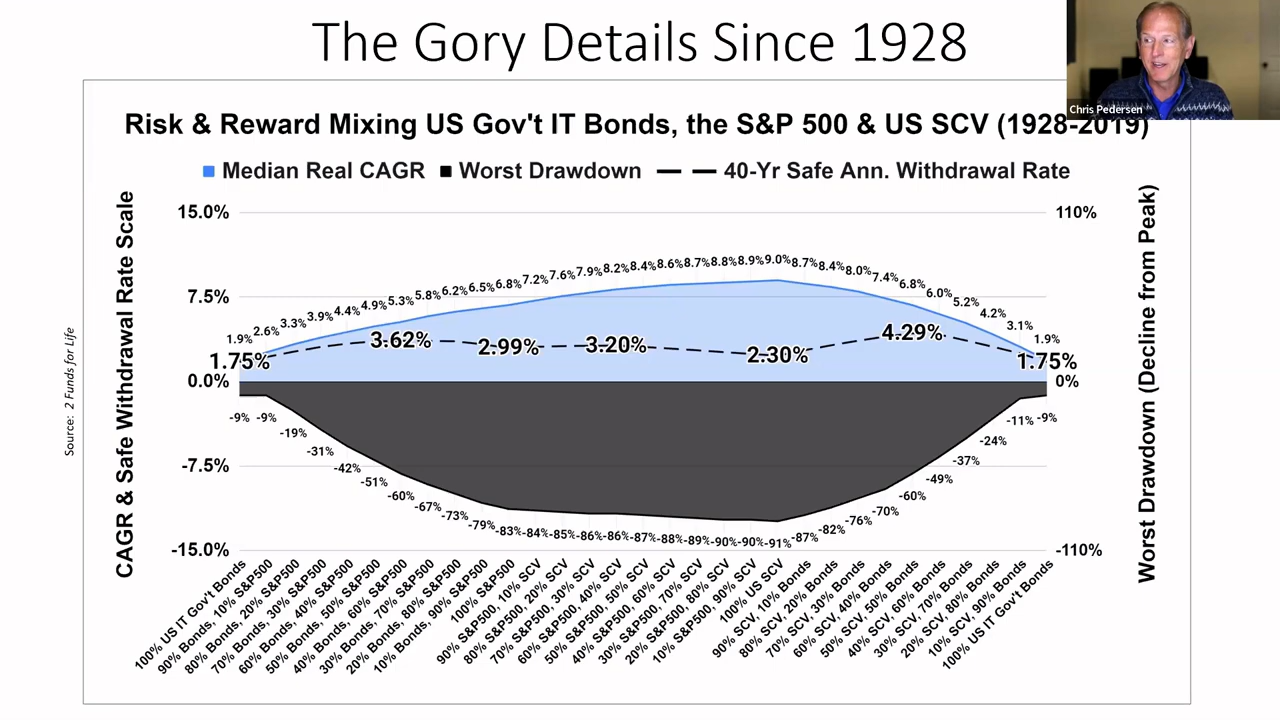 The Gory Details Since 1928
Chris Pedersen
Risk & Reward Mixing US Gov't IT Bonds, the S&P 500 & US SCV (1928-2019)
Median Real CAGR
Worst Drawdown
40-Yr Safe Ann. Withdrawal Rate
Source: 2 Funds for Life
CAGR & Safe Withdrawal Rate Scale
15.0%
7.5%
0.0%
-7.5%
-15.0%
1.9% 2.6% 3.3% 3.9% 4.4% 4.9% 5.3% 5.8% 6.2% 6.5% 6.8% 7.2% 7.6% 7.9% 8.2% 8.4% 8.6% 8.7% 8.8% 8.9% 9.0% 8.7% 8.4% 8.0% 7.4% 6.8% 6.0% 5.2% 4.2% 3.1% 1.9%
1.75% 3.62% 2.99% 3.20% 2.30% 4.29% 1.75%
-9% -9% -19% -31% -42% -51% -60% -67% -73% -79% -83% -84% -85% -86% -86% -87% -88% -89% -90% -90% -91% -87% -82% -76% -70% -60% -49% -37% -24% -11% -9%
110%
0%
-110%
Worst Drawdown (Decline from Peak)
100% US IT Gov't Bonds
90% Bonds, 10% S&P500
80% Bonds, 20% S&P500
70% Bonds, 30% S&P500
60% Bonds, 40% S&P500
50% Bonds, 50% S&P500
40% Bonds, 60% S&P500
30% Bonds, 70% S&P500
20% Bonds, 80% S&P500
10% Bonds, 90% S&P500
100% S&P500
90% S&P500, 10% SCV
80% S&P500, 20% SCV
70% S&P500, 30% SCV
60% S&P500, 40% SCV
50% S&P500, 50% SCV
40% S&P500, 60% SCV
30% S&P500, 70% SCV
20% S&P500, 80% SCV
10% S&P500, 90% SCV
100% US SCV
90% SCV, 10% Bonds
80% SCV, 20% Bonds
70% SCV, 30% Bonds
60% SCV, 40% Bonds
50% SCV, 50% Bonds
40% SCV, 60% Bonds
30% SCV, 70% Bonds
20% SCV, 80% Bonds
10% SCV, 90% Bonds
100% US IT Gov't Bonds